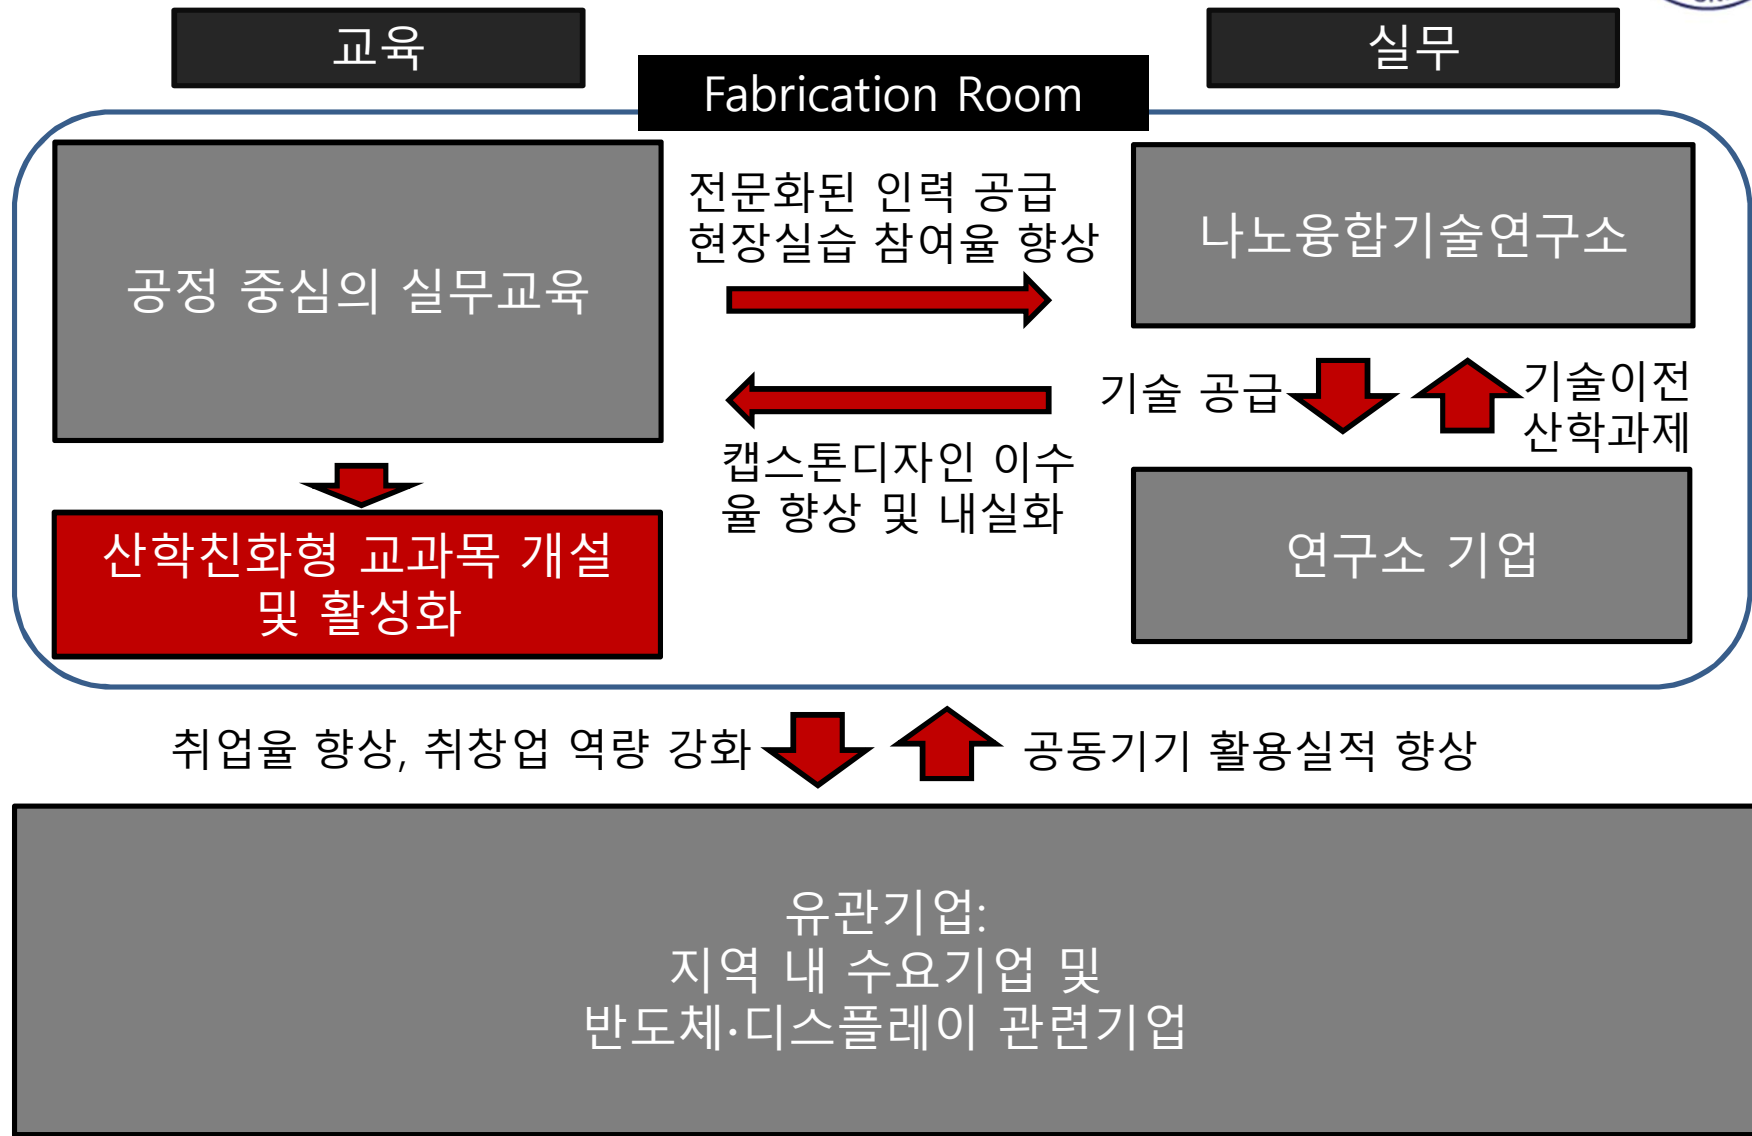 교육
실무
Fabrication Room
공정 중심의 실무교육
전문화된 인력 공급
현장실습 참여율 향상
나노융합기술연구소
기술 공급
기술이전
산학과제
캡스톤디자인 이수
율 향상 및 내실화
산학친화형 교과목 개설
및 활성화
연구소 기업
취업율 향상, 취창업 역량 강화
공동기기 활용실적 향상
유관기업:
지역 내 수요기업 및
반도체·디스플레이 관련기업